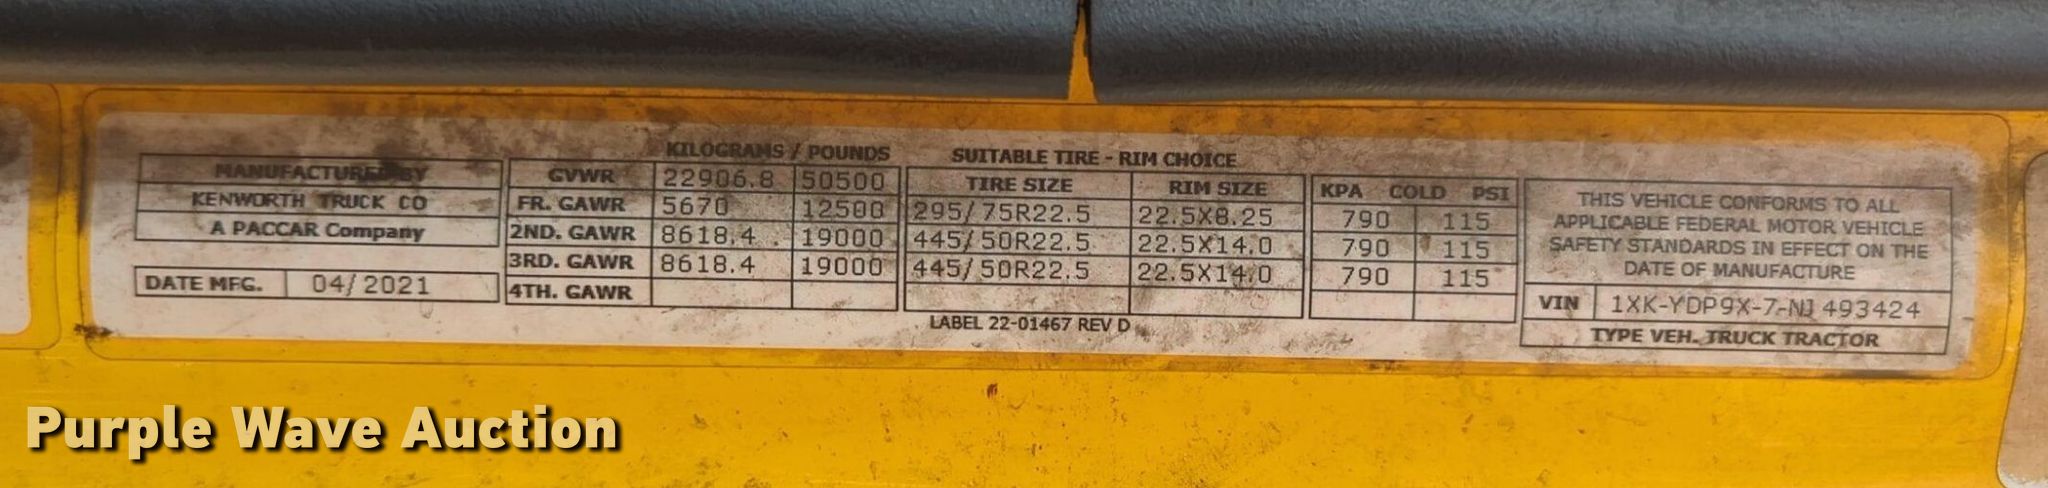 KILOGRAMS / POUNDS SUITABLE TIRE - RIM CHOICE
MANUFACTURED BY
KENWORTH TRUCK CO
A PACCAR Company
DATE MFG. 04/2021
GVWR 22906.8 50500 TIRE SIZE RIM SIZE KPA COLD PSI
FR. GAWR 5670 12500 295/75R22.5 22.5X8.25 790 115
2ND. GAWR 8618.4 19000 445/50R22.5 22.5X14.0 790 115
3RD. GAWR 8618.4 19000 445/50R22.5 22.5X14.0 790 115
4TH. GAWR
LABEL 22-01467 REV D
THIS VEHICLE CONFORMS TO ALL
APPLICABLE FEDERAL MOTOR VEHICLE
SAFETY STANDARDS IN EFFECT ON THE
DATE OF MANUFACTURE
VIN 1XK-YDP9X-7-NJ 493424
TYPE VEH. TRUCK TRACTOR
Purple Wave Auction